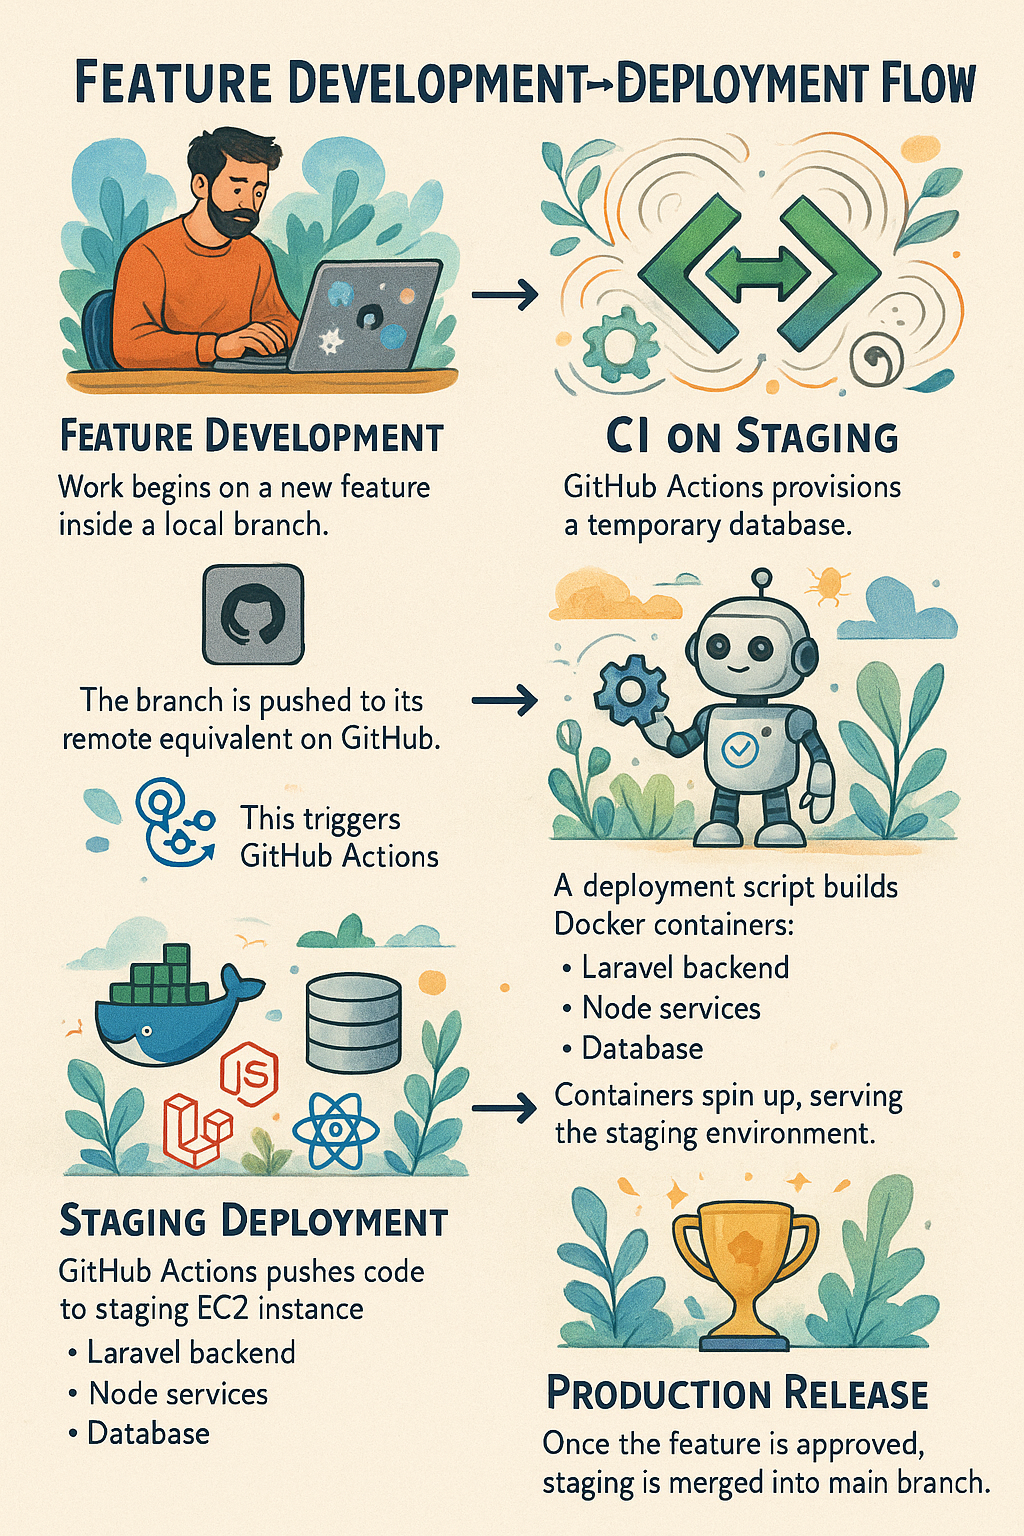 FEATURE DEVELOPMENT→DEPLOYMENT FLOW
FEATURE DEVELOPMENT
Work begins on a new feature
inside a local branch.
CI ON STAGING
GitHub Actions provisions
a temporary database.
The branch is pushed to its
remote equivalent on GitHub.
This triggers
GitHub Actions
A deployment script builds
Docker containers:
• Laravel backend
• Node services
• Database
Containers spin up, serving
the staging environment.
JS
STAGING DEPLOYMENT
GitHub Actions pushes code
to staging EC2 instance
• Laravel backend
• Node services
• Database
PRODUCTION RELEASE
Once the feature is approved,
staging is merged into main branch.